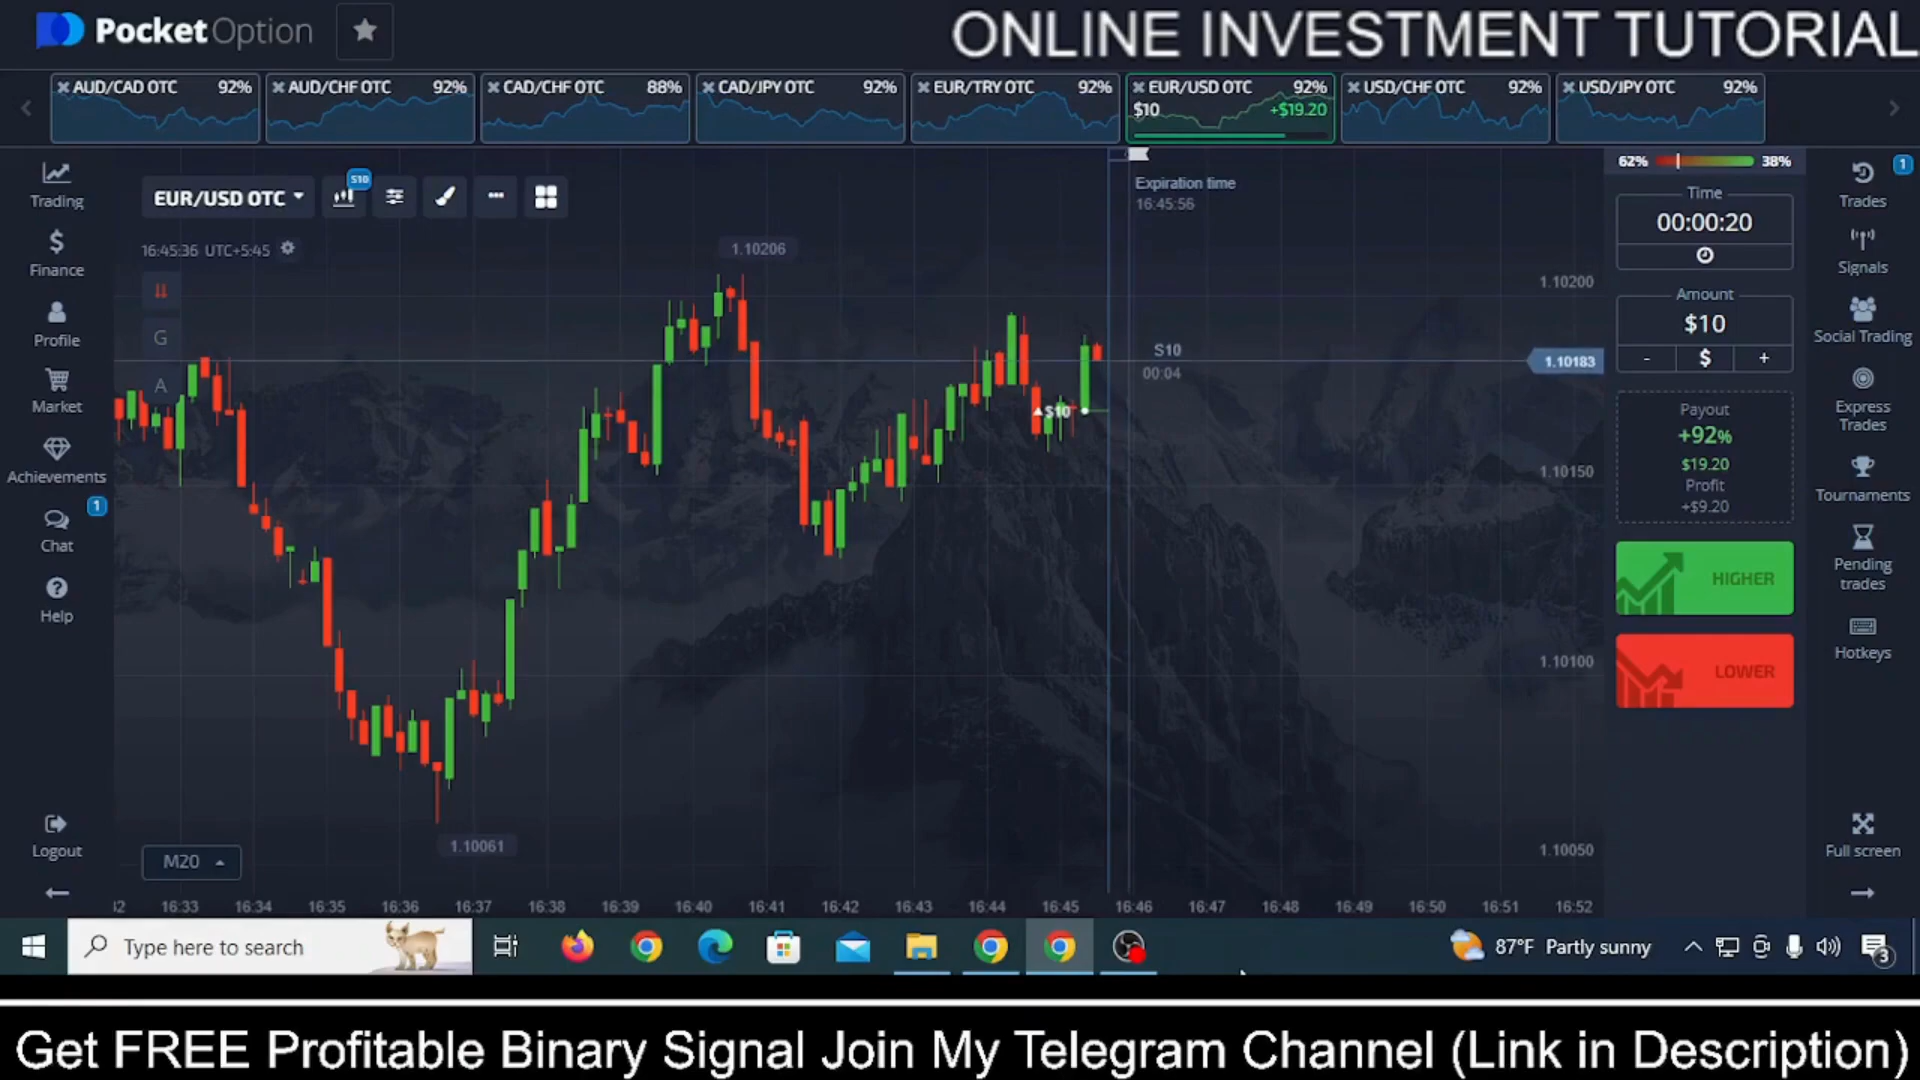 PocketOption
ONLINE INVESTMENT TUTORIAL
AUD/CAD OTC 92%
AUD/CHF OTC 92%
CAD/CHF OTC 88%
CAD/JPY OTC 92%
EUR/TRY OTC 92%
EUR/USD OTC 92%
$10 +$19.20
USD/CHF OTC 92%
USD/JPY OTC 92%
Trading
Finance
Profile
Market
Achievements
1
Chat
Help
Logout
EUR/USD OTC
S10
16:45:36 UTC+5:45
G
A
1.10206
Expiration time
16:45:56
S10
00:04
$10
1.10061
M20
1.10200
1.10183
1.10150
1.10100
1.10050
32 16:33 16:34 16:35 16:36 16:37 16:38 16:39 16:40 16:41 16:42 16:43 16:44 16:45 16:46 16:47 16:48 16:49 16:50 16:51 16:52
62% 38%
Time
00:00:20
Amount
$10
- $ +
Payout
+92%
$19.20
Profit
+$9.20
HIGHER
LOWER
1
Trades
Signals
Social Trading
Express
Trades
Tournaments
Pending
trades
Hotkeys
Full screen
Type here to search
87°F Partly sunny
3
Get FREE Profitable Binary Signal Join My Telegram Channel (Link in Description)